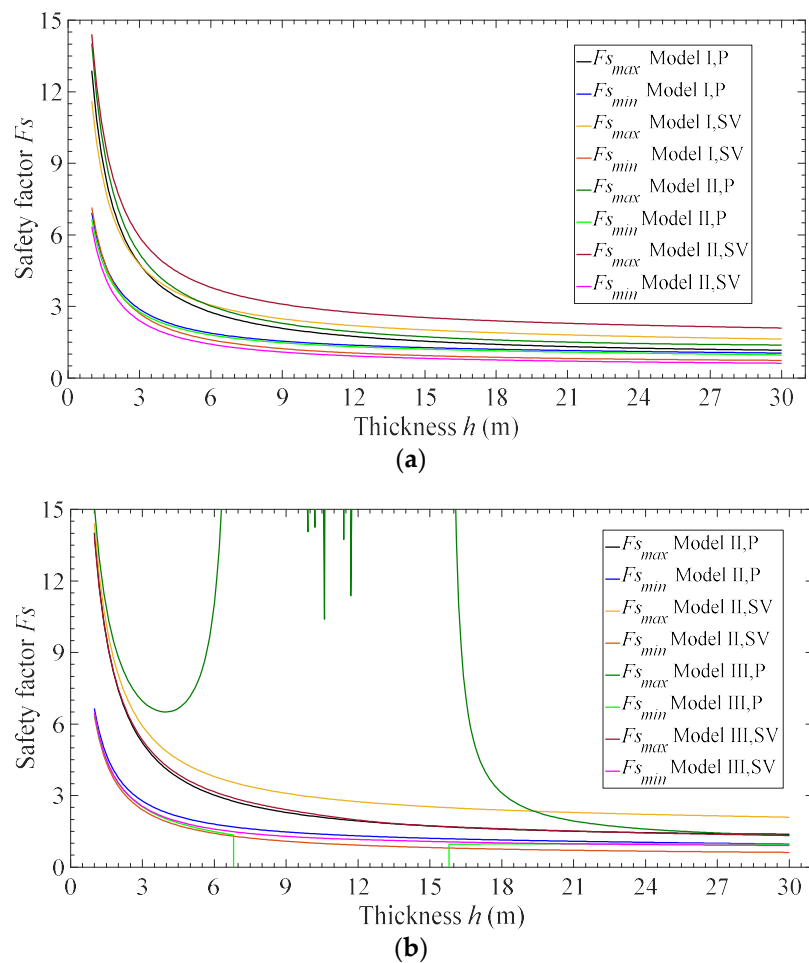 15
12
9
6
3
0
Safety factor Fs
Fsmax Model I,P
Fsmin Model I,P
Fsmax Model I,SV
Fsmin Model I,SV
Fsmax Model II,P
Fsmin Model II,P
Fsmax Model II,SV
Fsmin Model II,SV
0 3 6 9 12 15 18 21 24 27 30
Thickness h (m)
(a)
15
12
9
6
3
0
Safety factor Fs
Fsmax Model II,P
Fsmin Model II,P
Fsmax Model II,SV
Fsmin Model II,SV
Fsmax Model III,P
Fsmin Model III,P
Fsmax Model III,SV
Fsmin Model III,SV
0 3 6 9 12 15 18 21 24 27 30
Thickness h (m)
(b)